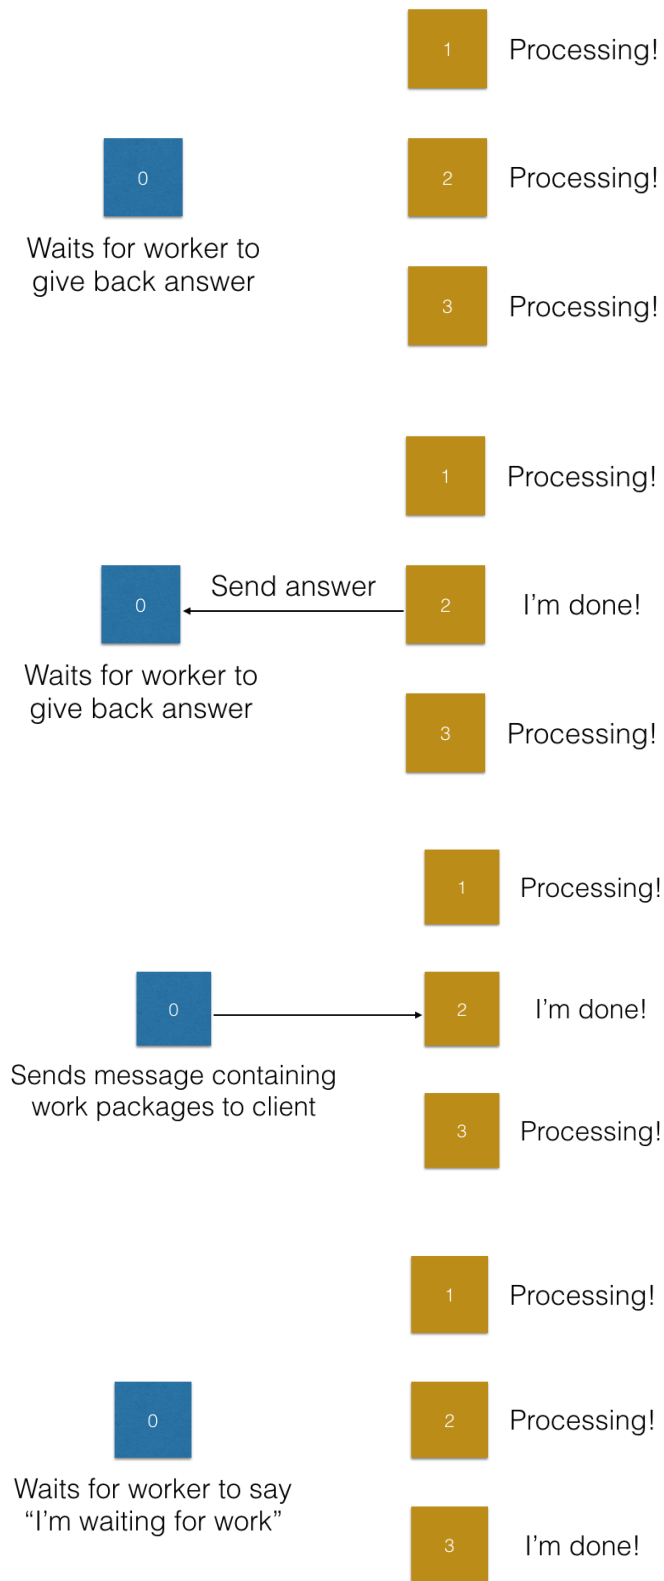 1 Processing!
0
2 Processing!
Waits for worker to
give back answer
3 Processing!
1 Processing!
Send answer
0
2 I'm done!
Waits for worker to
give back answer
3 Processing!
1 Processing!
0
2 I'm done!
Sends message containing
work packages to client
3 Processing!
1 Processing!
0
2 Processing!
Waits for worker to say
“I'm waiting for work”
3 I'm done!